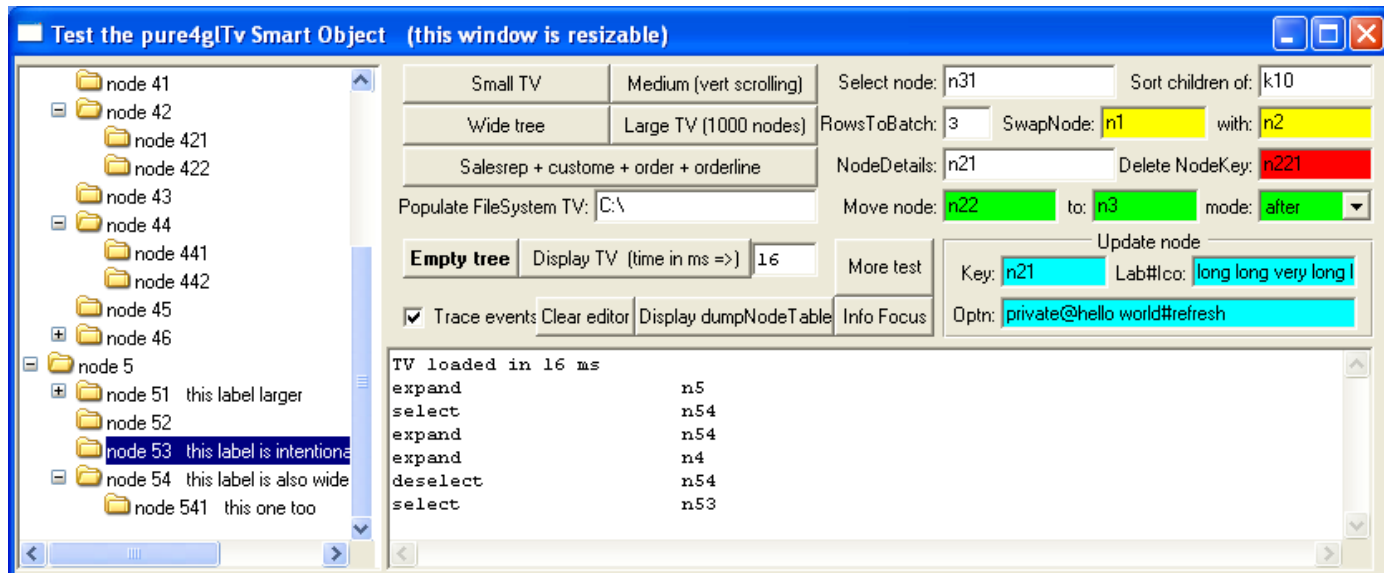 Test the pure4glTv Smart Object (this window is resizable)
node 41
node 42
node 421
node 422
node 43
node 44
node 441
node 442
node 45
node 46
node 5
node 51 this label larger
node 52
node 53 this label is intentiona
node 54 this label is also wide
node 541 this one too
Small TV Medium (vert scrolling) Select node: n31 Sort children of: k10
Wide tree Large TV (1000 nodes) RowsToBatch: 3 SwapNode: n1 with: n2
Salesrep + custome + order + orderline NodeDetails: n21 Delete NodeKey: n221
Populate FileSystem TV: C:\ Move node: n22 to: n3 mode: after
Update node
Empty tree Display TV (time in ms =>) 16 More test Key: n21 Lab#Ico: long long very long l
Trace events Clear editor Display dumpNodeTable Info Focus Optn: private@hello world#refresh
TV loaded in 16 ms
expand n5
select n54
expand n54
expand n4
deselect n54
select n53